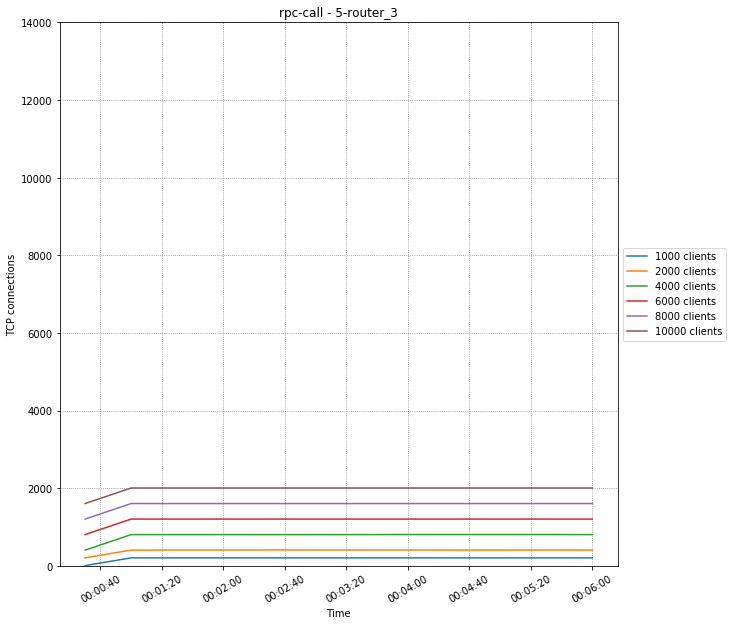 rpc-call - 5-router_3
14000
12000
10000
8000
6000
4000
2000
0
TCP connections
00:00:40
00:01:20
00:02:00
00:02:40
00:03:20
00:04:00
00:04:40
00:05:20
00:06:00
Time
1000 clients
2000 clients
4000 clients
6000 clients
8000 clients
10000 clients